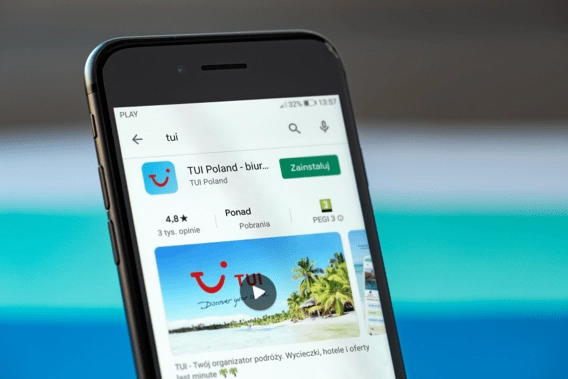 PLAY
32% 13:57
tui
TUI Poland - biur...
TUI Poland
Zainstaluj
4,8★
3 tys. opinie
Ponad
Pobrania
3
PEGI 3
TUI
Discover your
TUI - Twój organizator podróży. Wycieczki, hotele i oferty
last minute 🌴🌴